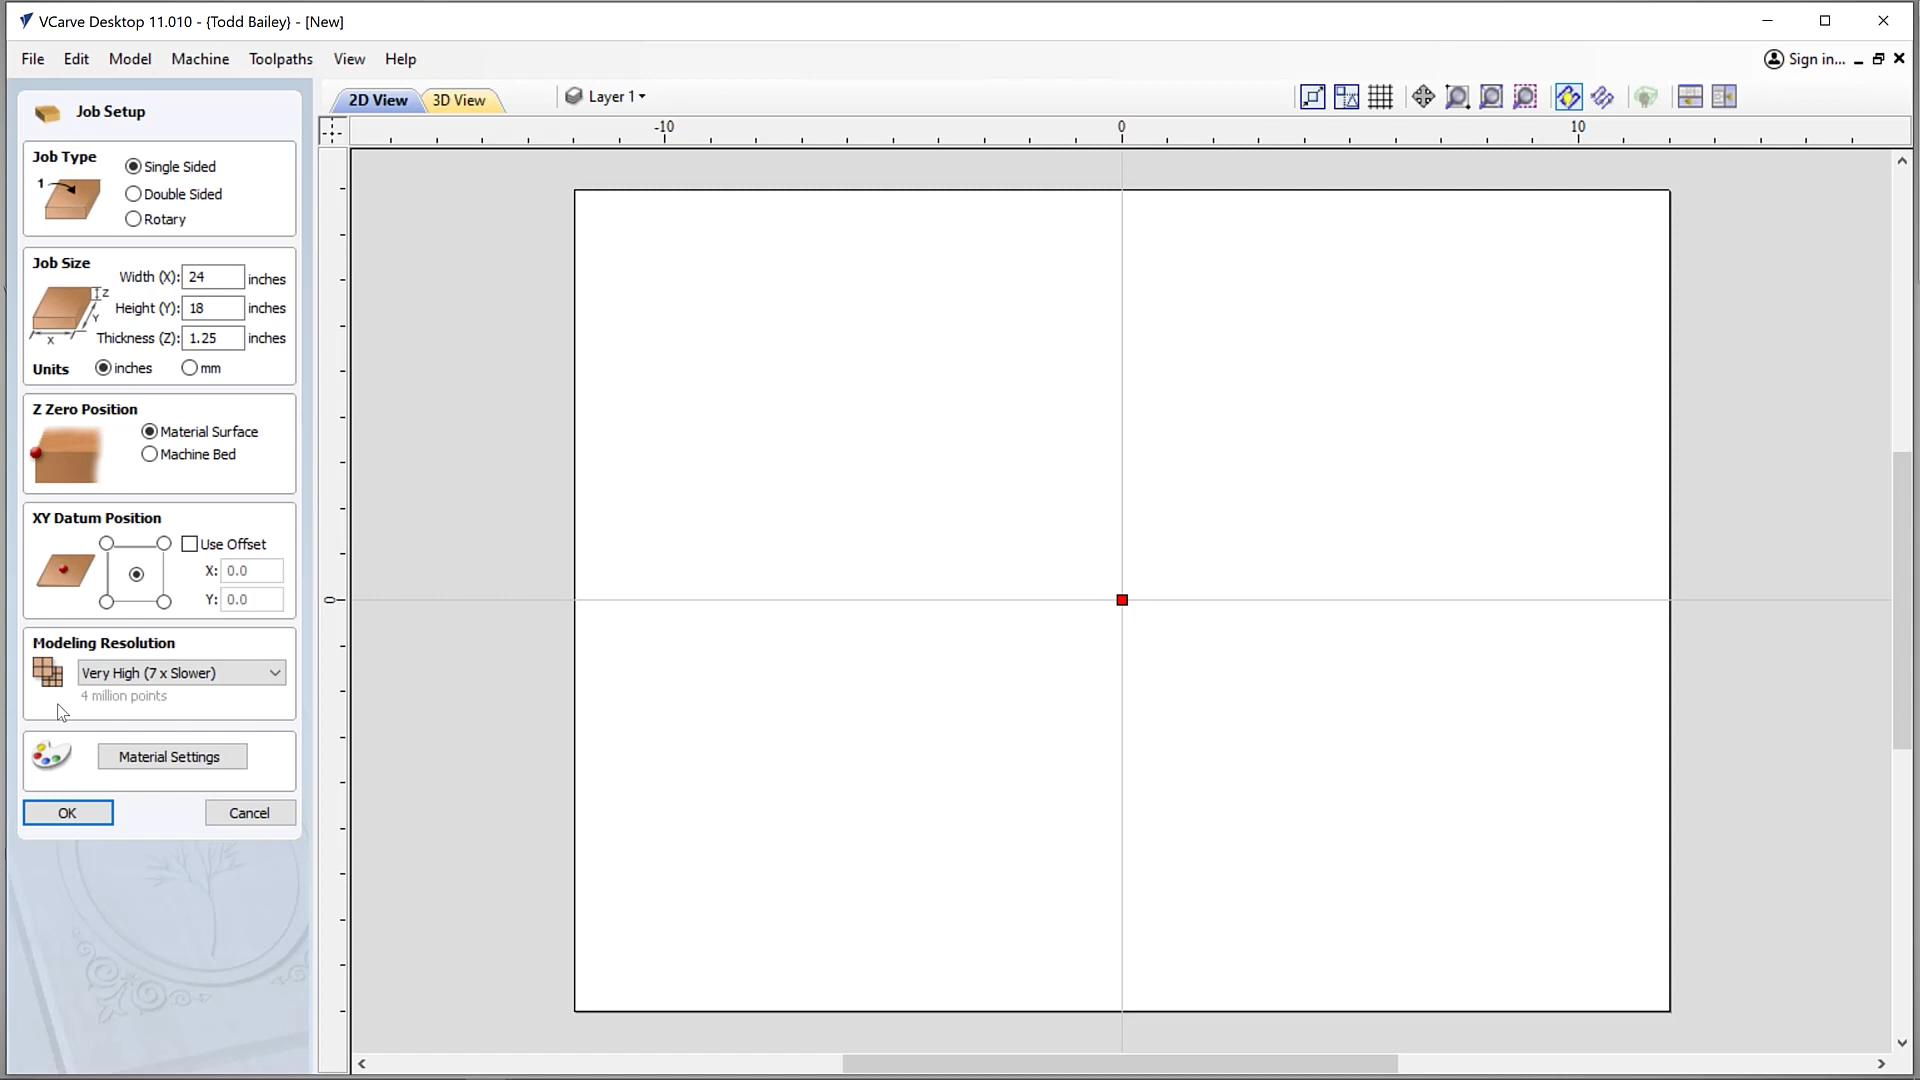 VCarve Desktop 11.010 - {Todd Bailey} - [New]
File Edit Model Machine Toolpaths View Help
Sign in...
Job Setup
2D View 3D View
Layer 1
-10 0 10
Job Type
1
Single Sided
Double Sided
Rotary
Job Size
Width (X): 24 inches
Z
Height (Y): 18 inches
Y
Thickness (Z): 1.25 inches
X
Units inches mm
Z Zero Position
Material Surface
Machine Bed
XY Datum Position
Use Offset
X: 0.0
Y: 0.0
0
Modeling Resolution
Very High (7 x Slower)
4 million points
Material Settings
OK Cancel